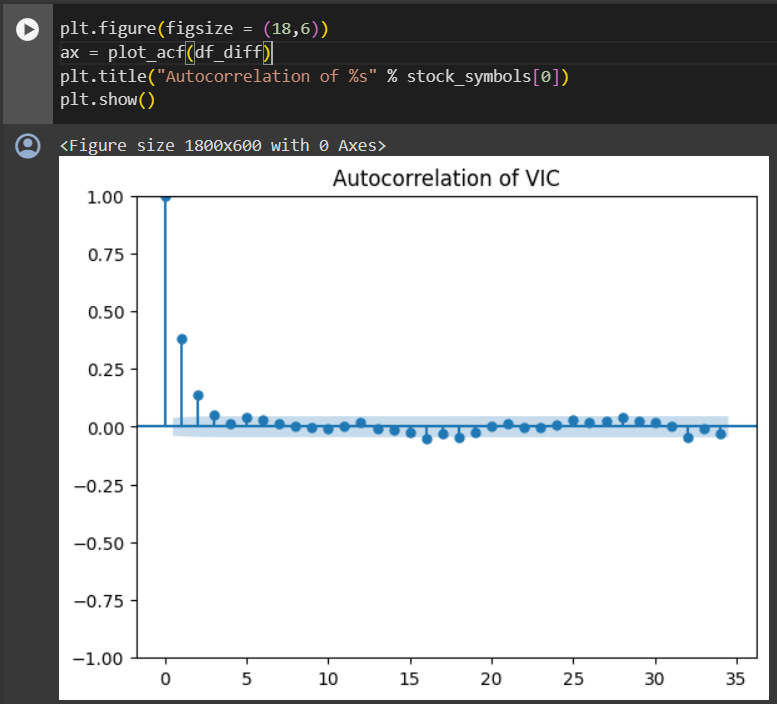 plt.figure(figsize = (18,6))
ax = plot_acf(df_diff)
plt.title("Autocorrelation of %s" % stock_symbols[0])
plt.show()
<Figure size 1800x600 with 0 Axes>
Autocorrelation of VIC
1.00
0.75
0.50
0.25
0.00
−0.25
−0.50
−0.75
−1.00
0 5 10 15 20 25 30 35